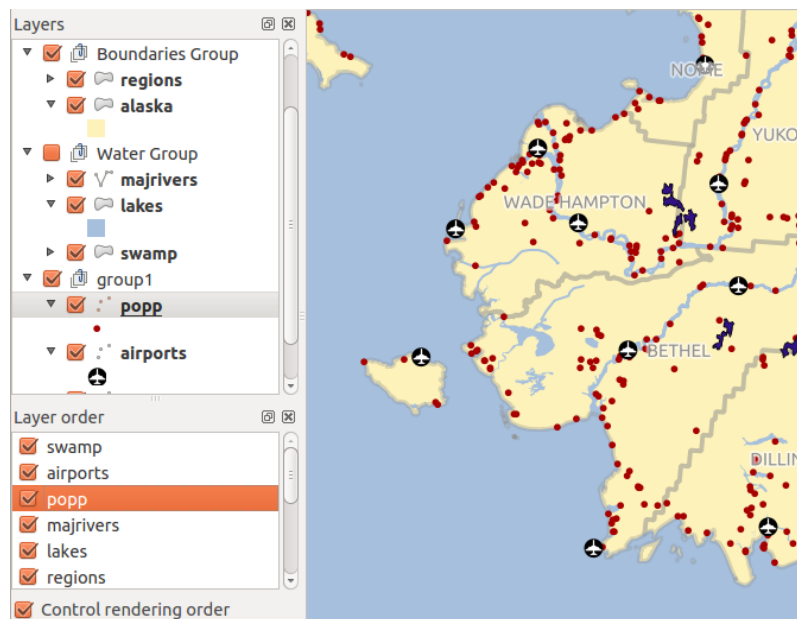 Layers
Boundaries Group
regions
alaska
Water Group
majrivers
lakes
swamp
group1
popp
airports
Layer order
swamp
airports
popp
majrivers
lakes
regions
Control rendering order
NOME
YUKO
WADE HAMPTON
BETHEL
DILLIN